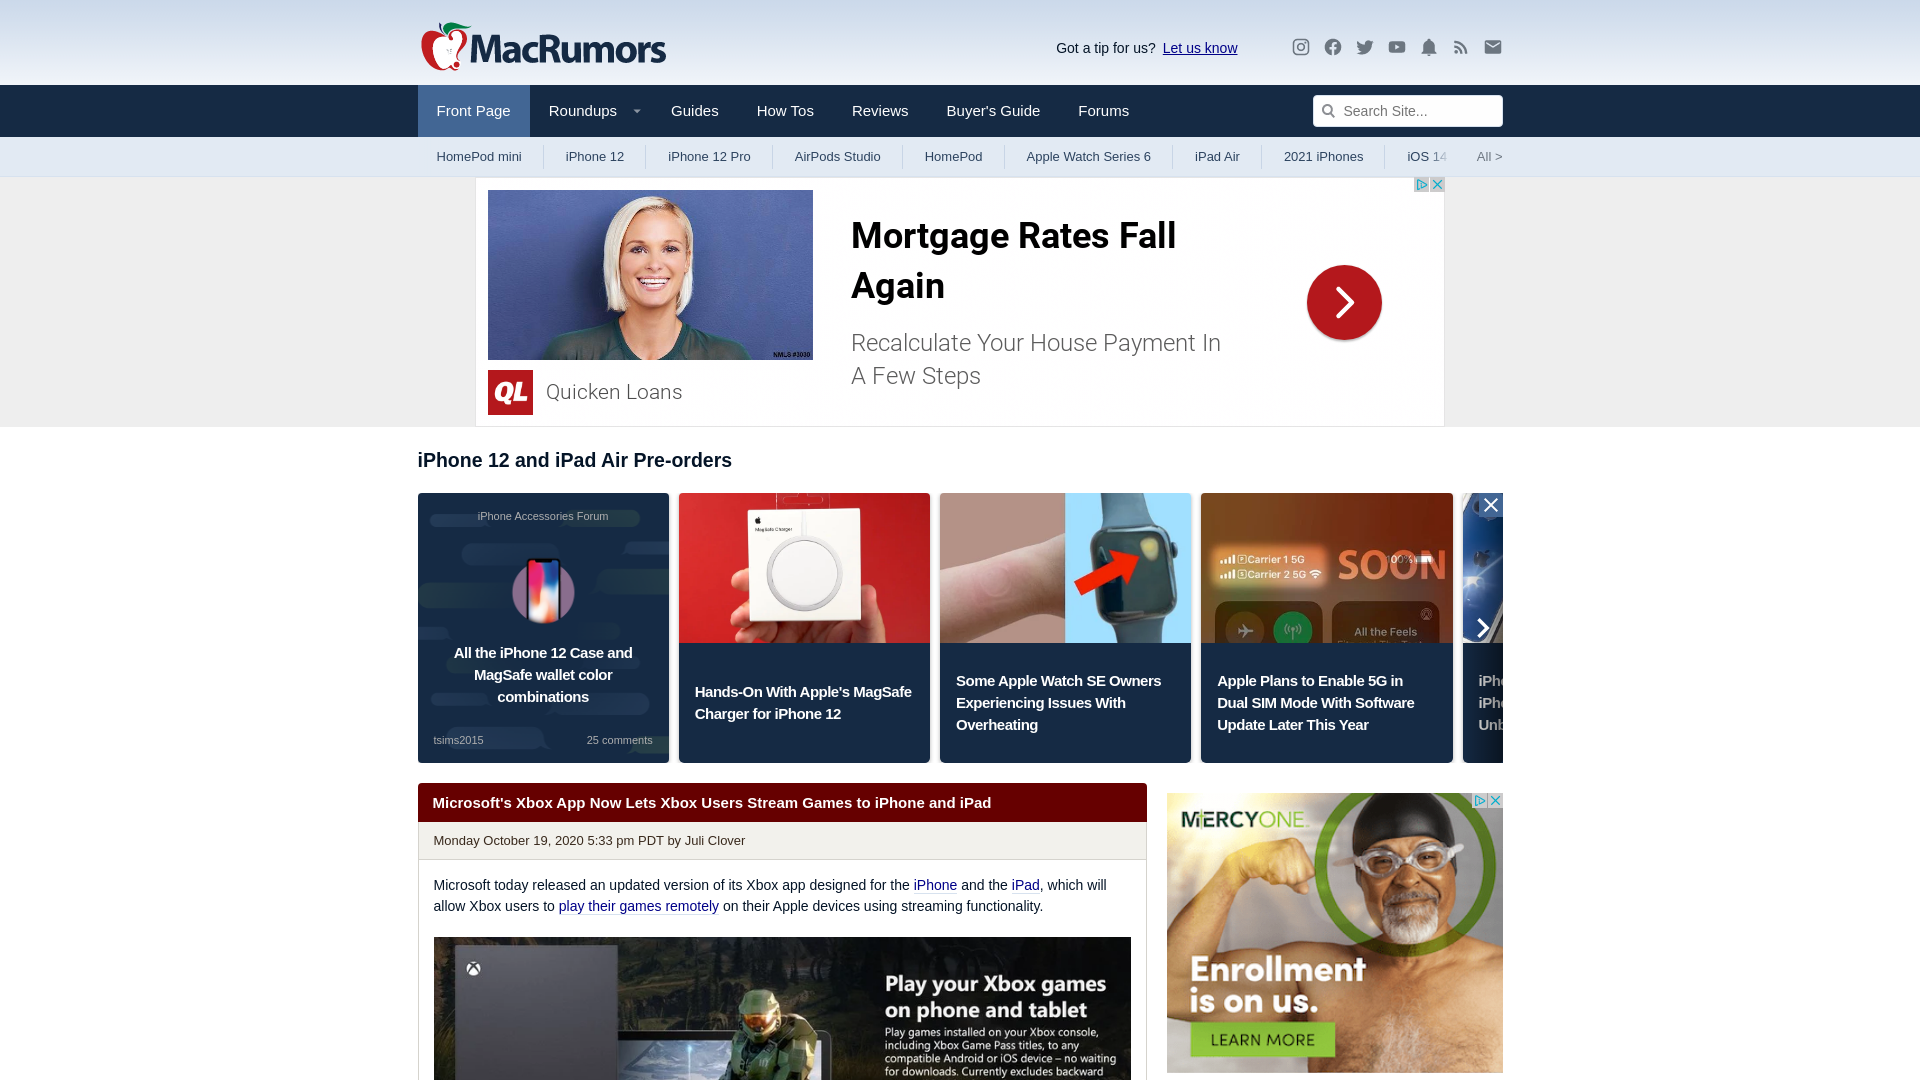 MacRumors
Got a tip for us? Let us know
Front Page
Roundups
Guides
How Tos
Reviews
Buyer's Guide
Forums
Search Site...
HomePod mini
iPhone 12
iPhone 12 Pro
AirPods Studio
HomePod
Apple Watch Series 6
iPad Air
2021 iPhones
iOS 14
All >
Mortgage Rates Fall
Again
Recalculate Your House Payment In
A Few Steps
NMLS #3030
QL
Quicken Loans
iPhone 12 and iPad Air Pre-orders
iPhone Accessories Forum
All the iPhone 12 Case and
MagSafe wallet color
combinations
tsims2015
25 comments
MagSafe Charger
Hands-On With Apple's MagSafe
Charger for iPhone 12
Some Apple Watch SE Owners
Experiencing Issues With
Overheating
Carrier 1 5G
Carrier 2 5G
SOON
100%
All the Feels
Apple Plans to Enable 5G in
Dual SIM Mode With Software
Update Later This Year
Microsoft's Xbox App Now Lets Xbox Users Stream Games to iPhone and iPad
Monday October 19, 2020 5:33 pm PDT by Juli Clover
Microsoft today released an updated version of its Xbox app designed for the iPhone and the iPad, which will
allow Xbox users to play their games remotely on their Apple devices using streaming functionality.
Play your Xbox games
on phone and tablet
Play games installed on your Xbox console,
including Xbox Game Pass titles, to any
compatible Android or iOS device – no waiting
for downloads. Currently excludes backward
MERCYONE
Enrollment
is on us.
LEARN MORE